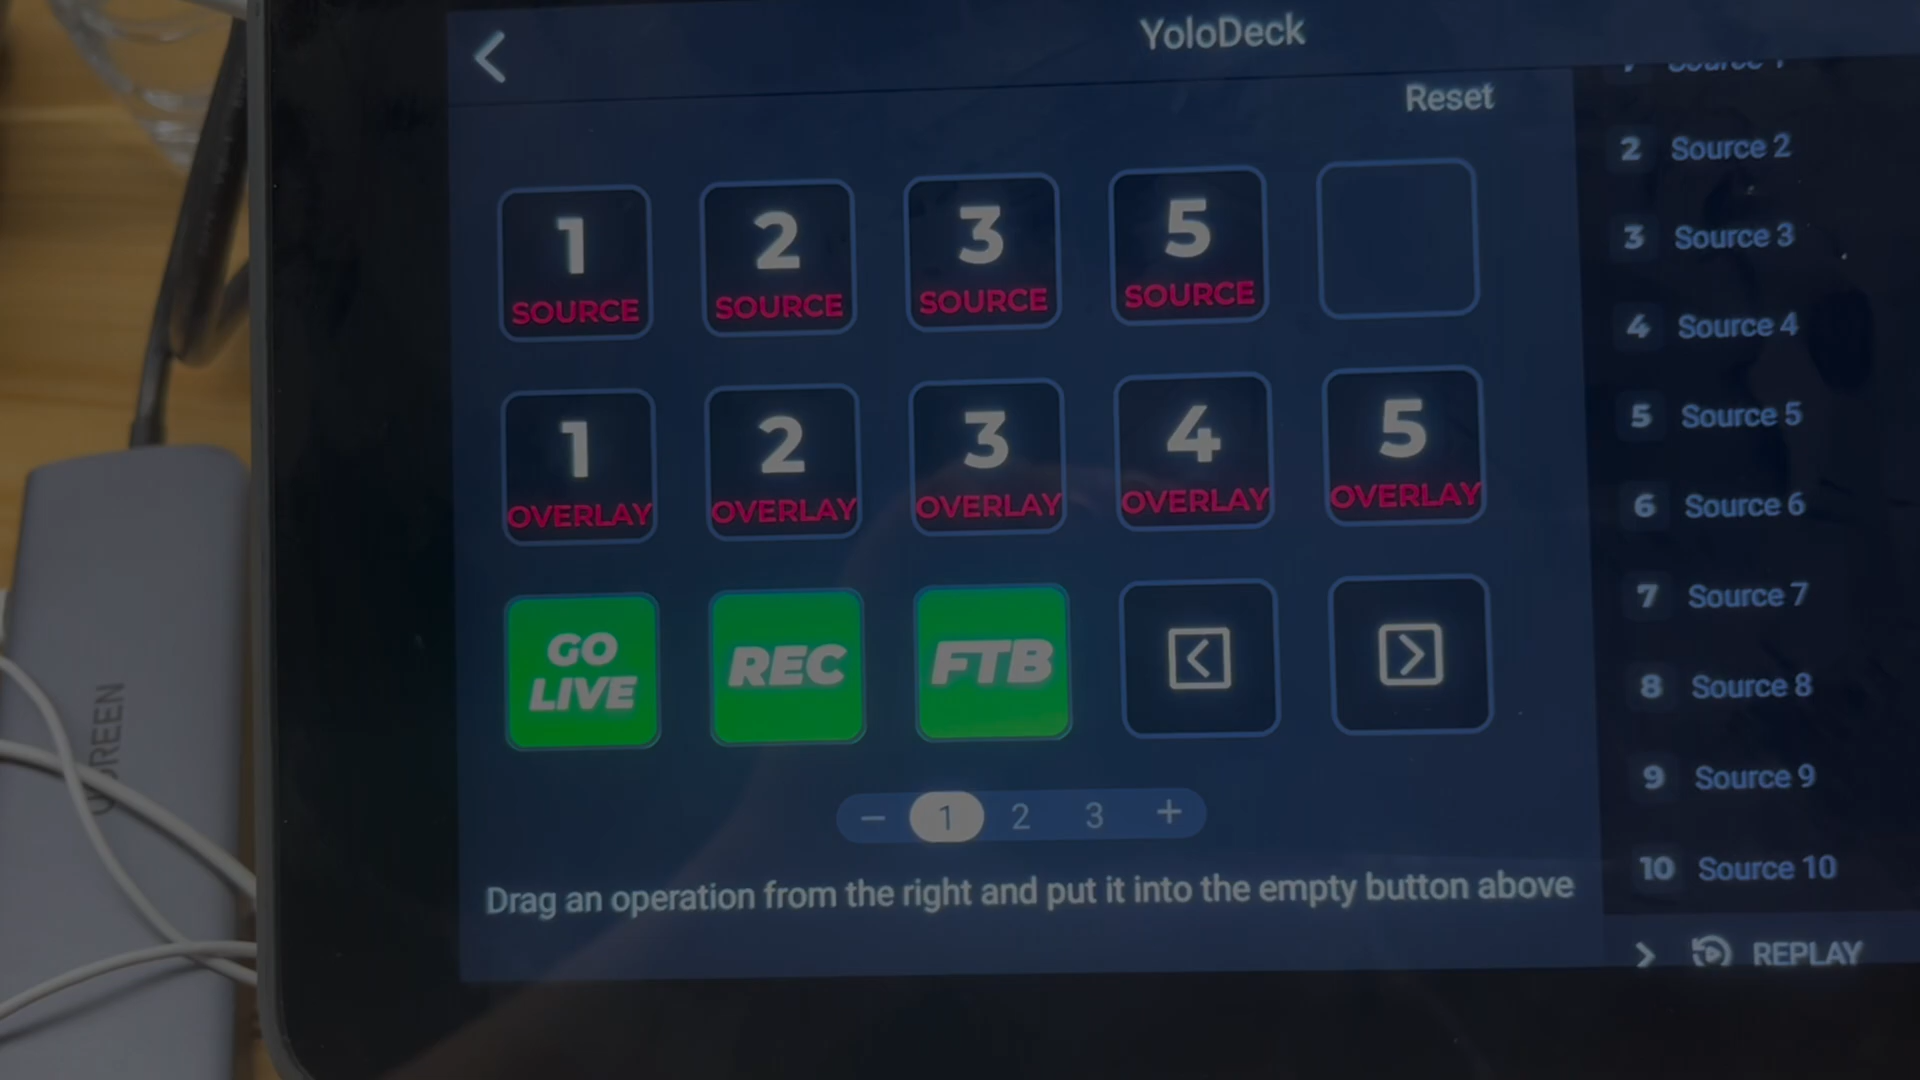 YoloDeck
Reset
1 SOURCE
2 SOURCE
3 SOURCE
5 SOURCE
1 OVERLAY
2 OVERLAY
3 OVERLAY
4 OVERLAY
5 OVERLAY
GO LIVE
REC
FTB
− 1 2 3 +
Drag an operation from the right and put it into the empty button above
Source 1
2 Source 2
3 Source 3
4 Source 4
5 Source 5
6 Source 6
7 Source 7
8 Source 8
9 Source 9
10 Source 10
REPLAY
UGREEN